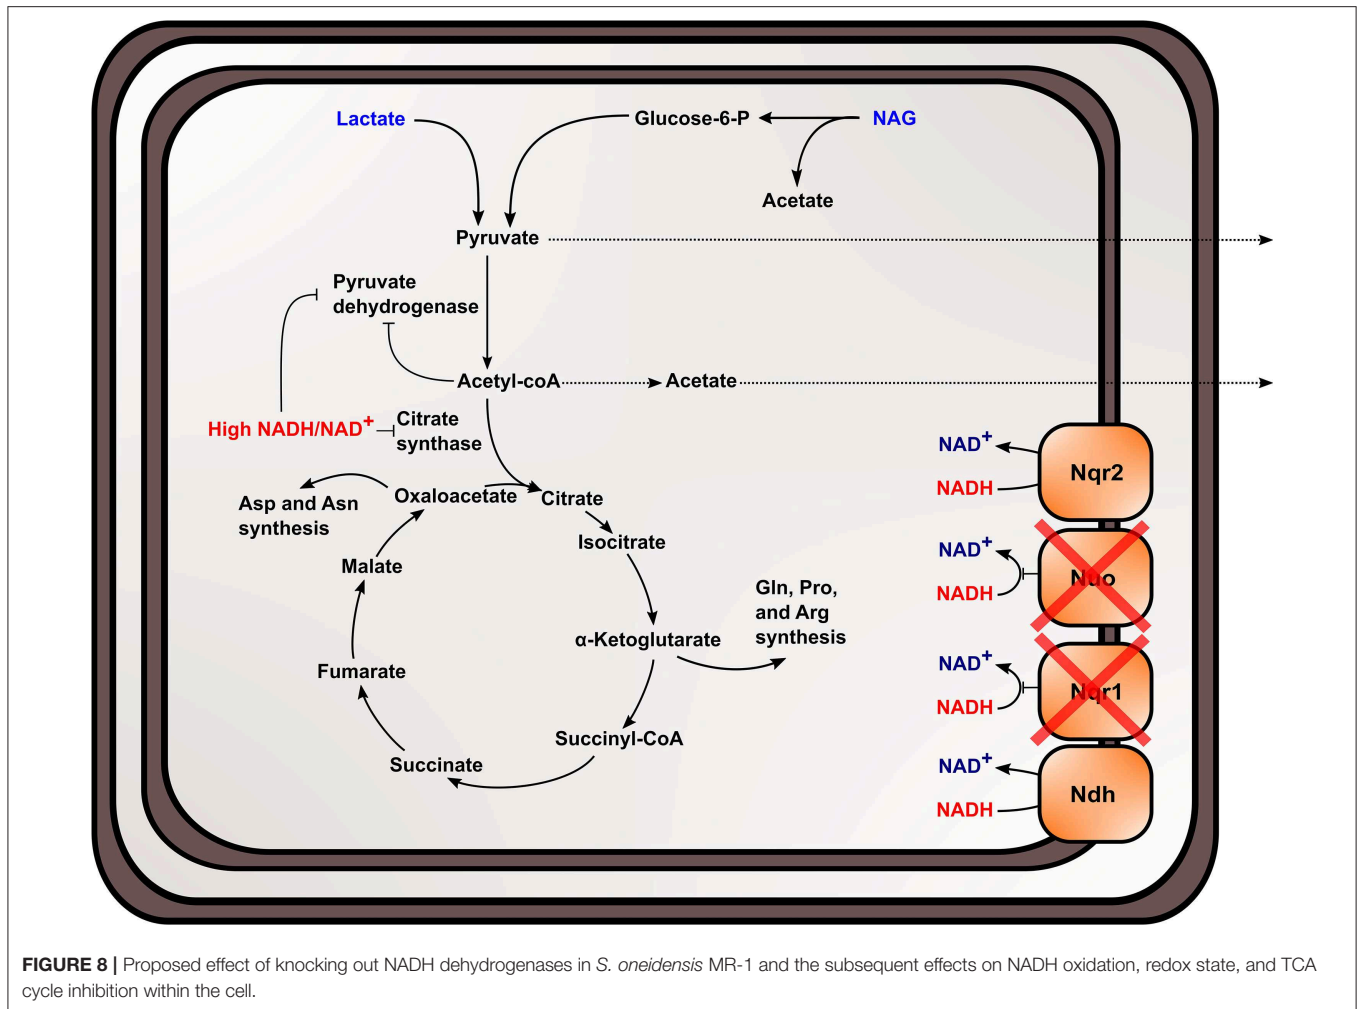 Lactate
Glucose-6-P
NAG
Acetate
Pyruvate
Pyruvate
dehydrogenase
Acetyl-coA
Acetate
High NADH/NAD⁺
Citrate
synthase
Asp and Asn
synthesis
Oxaloacetate
Citrate
Isocitrate
Malate
α-Ketoglutarate
Gln, Pro,
and Arg
synthesis
Fumarate
Succinyl-CoA
Succinate
NAD⁺
NADH
Nqr2
NAD⁺
NADH
Nuo
NAD⁺
NADH
Nqr1
NAD⁺
NADH
Ndh
FIGURE 8 | Proposed effect of knocking out NADH dehydrogenases in S. oneidensis MR-1 and the subsequent effects on NADH oxidation, redox state, and TCA
cycle inhibition within the cell.